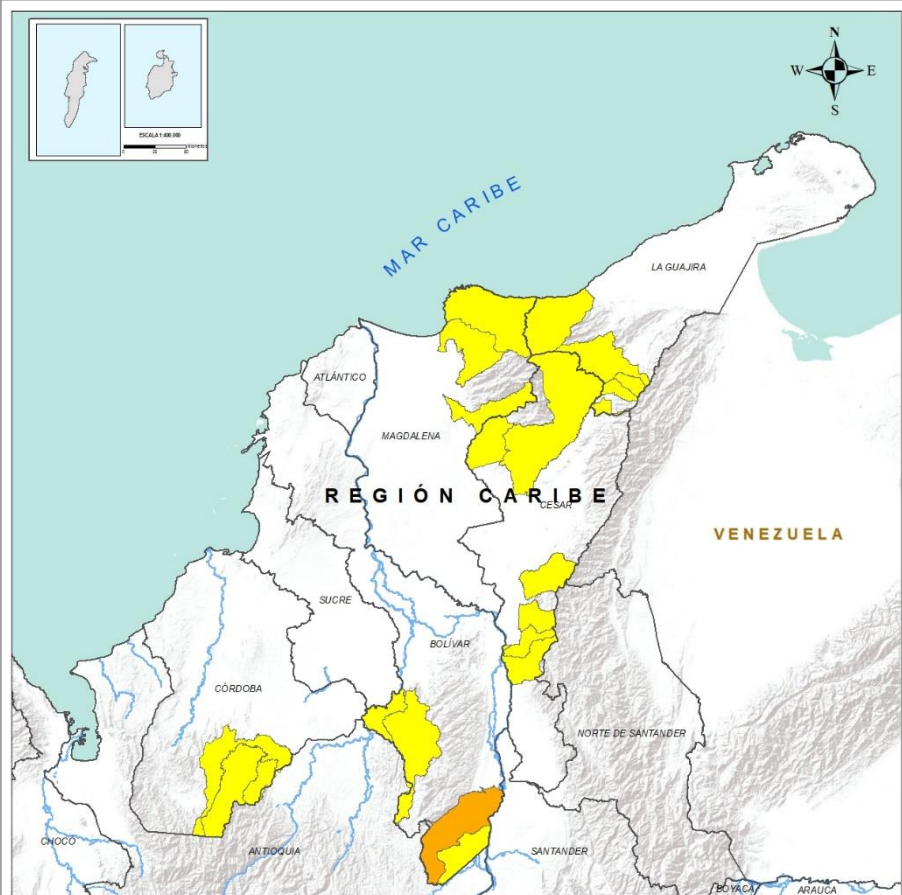 N
W E
S
ESCALA 1:400.000
MAR CARIBE
LA GUAJIRA
ATLÁNTICO
MAGDALENA
REGIÓN CARIBE
CESAR
VENEZUELA
SUCRE
BOLÍVAR
CÓRDOBA
NORTE DE SANTANDER
CHOCO
ANTIOQUIA
SANTANDER
BOYACÁ
ARAUCA